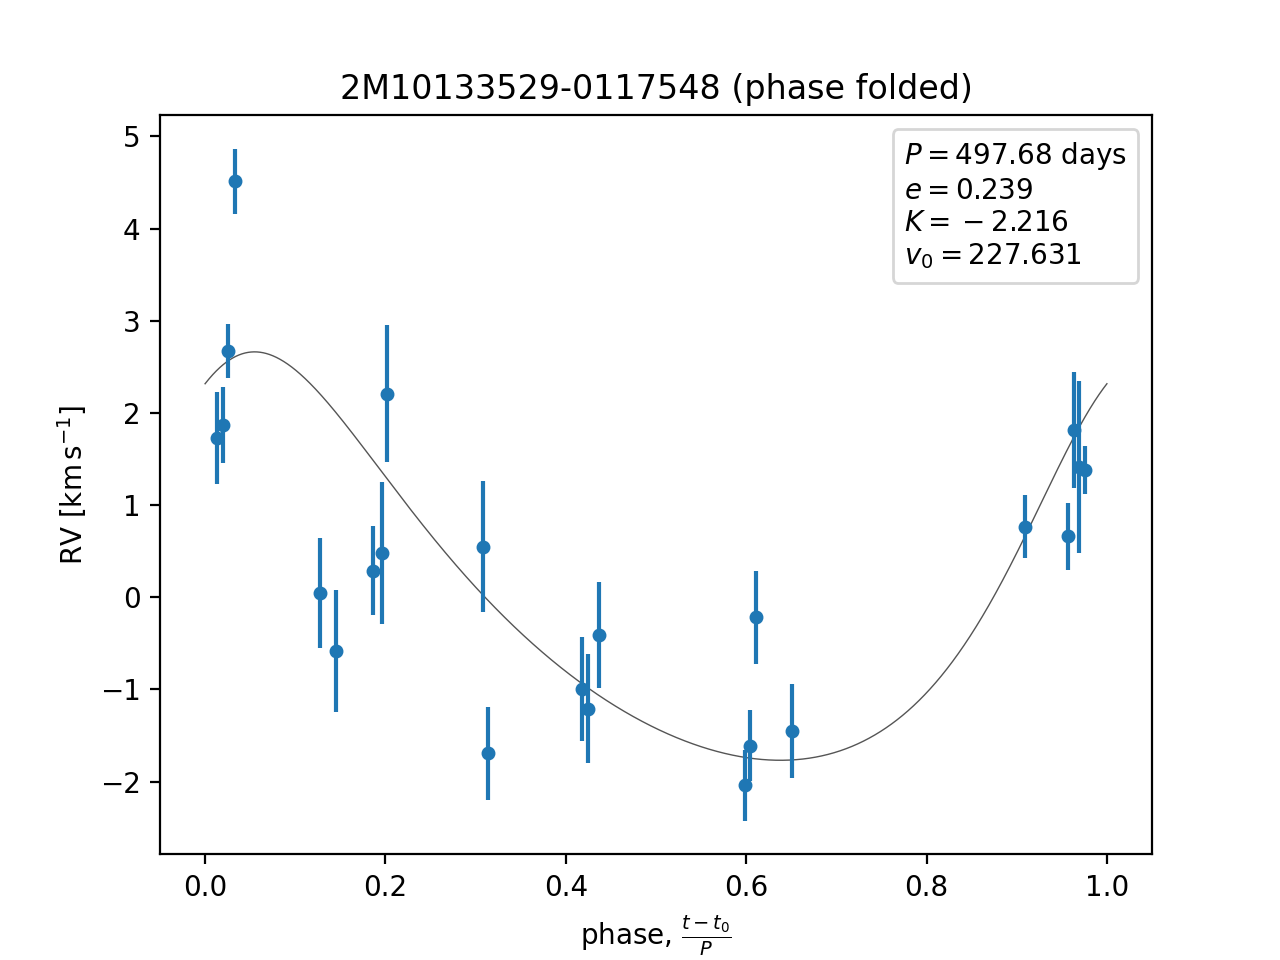 2M10133529-0117548 (phase folded)
P = 497.68 days
e = 0.239
K = −2.216
v₀ = 227.631
5
4
3
2
1
0
−1
−2
RV [km s⁻¹]
0.0 0.2 0.4 0.6 0.8 1.0
phase, (t − t₀)/P